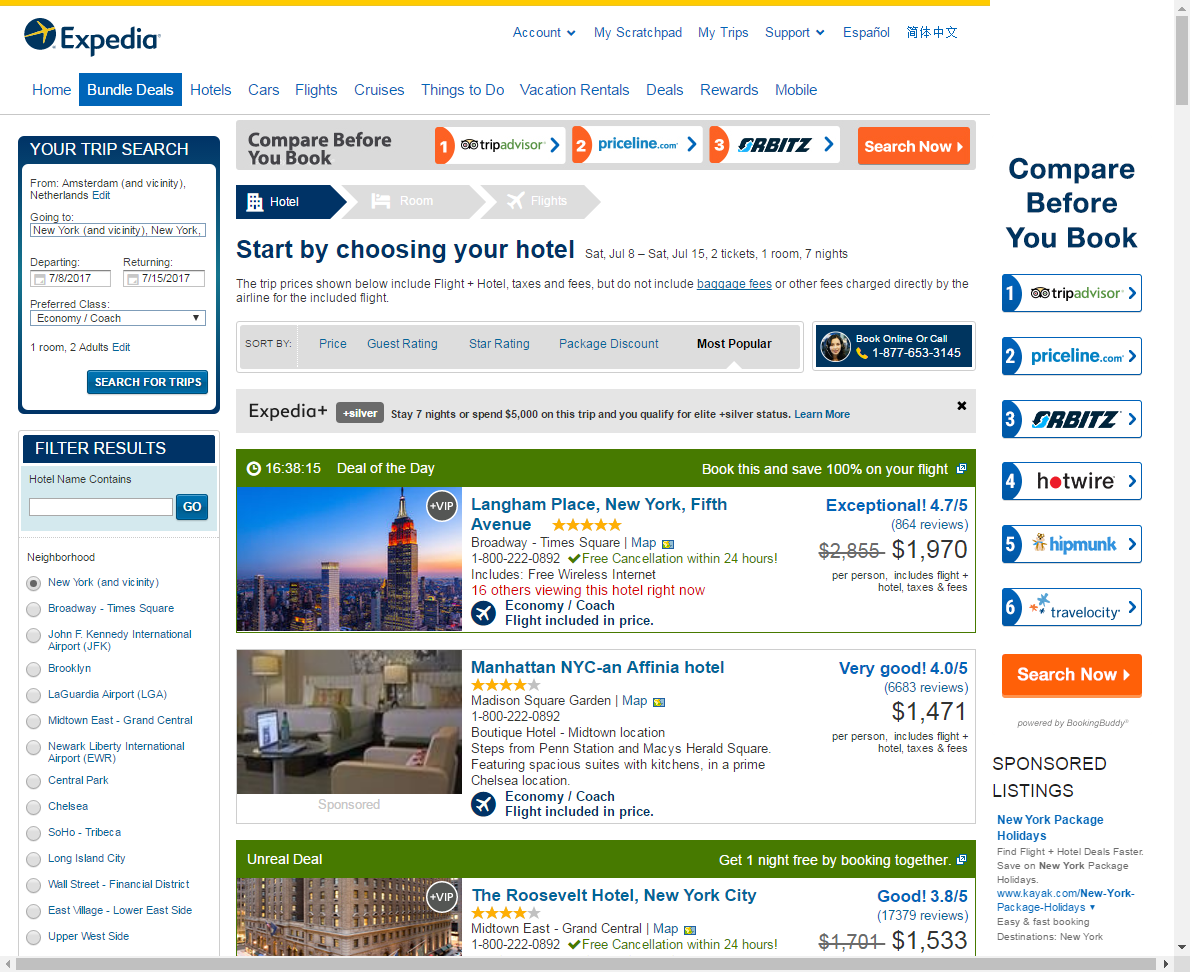 Expedia
Account
My Scratchpad
My Trips
Support
Español
简体中文
Home
Bundle Deals
Hotels
Cars
Flights
Cruises
Things to Do
Vacation Rentals
Deals
Rewards
Mobile
YOUR TRIP SEARCH
From: Amsterdam (and vicinity),
Netherlands Edit
Going to:
New York (and vicinity), New York,
Departing:
Returning:
7/8/2017
7/15/2017
Preferred Class:
Economy / Coach
1 room, 2 Adults Edit
SEARCH FOR TRIPS
FILTER RESULTS
Hotel Name Contains
GO
Neighborhood
New York (and vicinity)
Broadway - Times Square
John F. Kennedy International
Airport (JFK)
Brooklyn
LaGuardia Airport (LGA)
Midtown East - Grand Central
Newark Liberty International
Airport (EWR)
Central Park
Chelsea
SoHo - Tribeca
Long Island City
Wall Street - Financial District
East Village - Lower East Side
Upper West Side
Compare Before
You Book
1 tripadvisor
2 priceline.com
3 ORBITZ
Search Now
Hotel
Room
Flights
Start by choosing your hotel Sat, Jul 8 – Sat, Jul 15, 2 tickets, 1 room, 7 nights
The trip prices shown below include Flight + Hotel, taxes and fees, but do not include baggage fees or other fees charged directly by the
airline for the included flight.
SORT BY:
Price
Guest Rating
Star Rating
Package Discount
Most Popular
Book Online Or Call
1-877-653-3145
Expedia+ +silver Stay 7 nights or spend $5,000 on this trip and you qualify for elite +silver status. Learn More
16:38:15 Deal of the Day
Book this and save 100% on your flight
+VIP
Langham Place, New York, Fifth
Avenue
Broadway - Times Square | Map
1-800-222-0892 Free Cancellation within 24 hours!
Includes: Free Wireless Internet
16 others viewing this hotel right now
Economy / Coach
Flight included in price.
Exceptional! 4.7/5
(864 reviews)
$2,855 $1,970
per person, includes flight +
hotel, taxes & fees
Sponsored
Manhattan NYC-an Affinia hotel
Madison Square Garden | Map
1-800-222-0892
Boutique Hotel - Midtown location
Steps from Penn Station and Macys Herald Square.
Featuring spacious suites with kitchens, in a prime
Chelsea location.
Economy / Coach
Flight included in price.
Very good! 4.0/5
(6683 reviews)
$1,471
per person, includes flight +
hotel, taxes & fees
Unreal Deal
Get 1 night free by booking together.
+VIP
The Roosevelt Hotel, New York City
Midtown East - Grand Central | Map
1-800-222-0892 Free Cancellation within 24 hours!
Good! 3.8/5
(17379 reviews)
$1,701 $1,533
Compare
Before
You Book
1 tripadvisor
2 priceline.com
3 ORBITZ
4 hotwire
5 hipmunk
6 travelocity
Search Now
powered by BookingBuddy
SPONSORED
LISTINGS
New York Package
Holidays
Find Flight + Hotel Deals Faster.
Save on New York Package
Holidays.
www.kayak.com/New-York-
Package-Holidays
Easy & fast booking
Destinations: New York